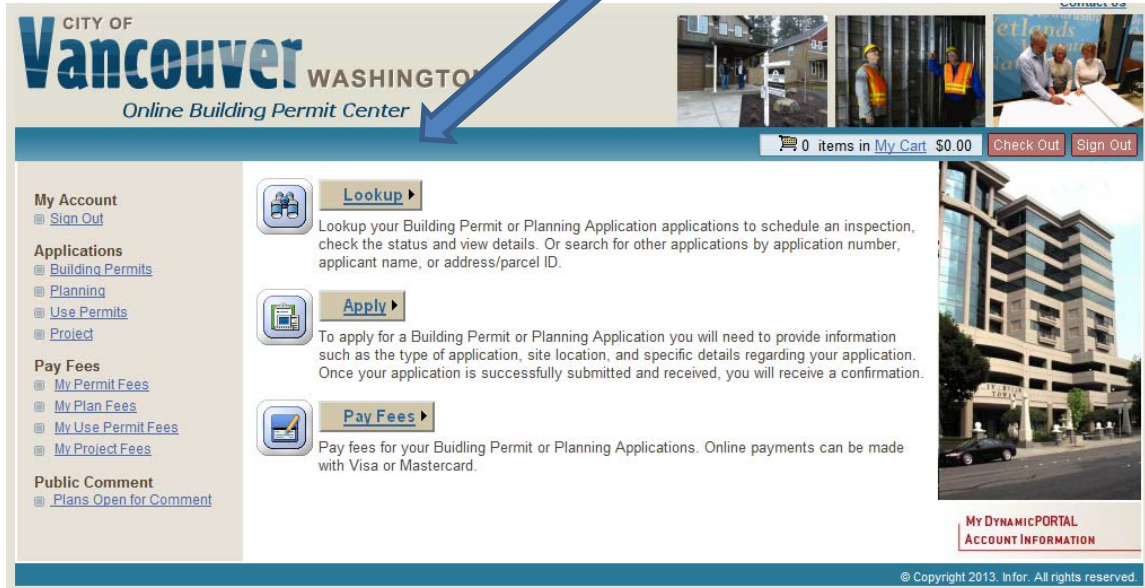 Contact Us
CITY OF
Vancouver WASHINGTON
Online Building Permit Center
0 items in My Cart $0.00 Check Out Sign Out
My Account
Sign Out
Applications
Building Permits
Planning
Use Permits
Project
Pay Fees
My Permit Fees
My Plan Fees
My Use Permit Fees
My Project Fees
Public Comment
Plans Open for Comment
Lookup
Lookup your Building Permit or Planning Application applications to schedule an inspection,
check the status and view details. Or search for other applications by application number,
applicant name, or address/parcel ID.
Apply
To apply for a Building Permit or Planning Application you will need to provide information
such as the type of application, site location, and specific details regarding your application.
Once your application is successfully submitted and received, you will receive a confirmation.
Pay Fees
Pay fees for your Buidling Permit or Planning Applications. Online payments can be made
with Visa or Mastercard.
MY DYNAMICPORTAL
ACCOUNT INFORMATION
© Copyright 2013. Infor. All rights reserved.